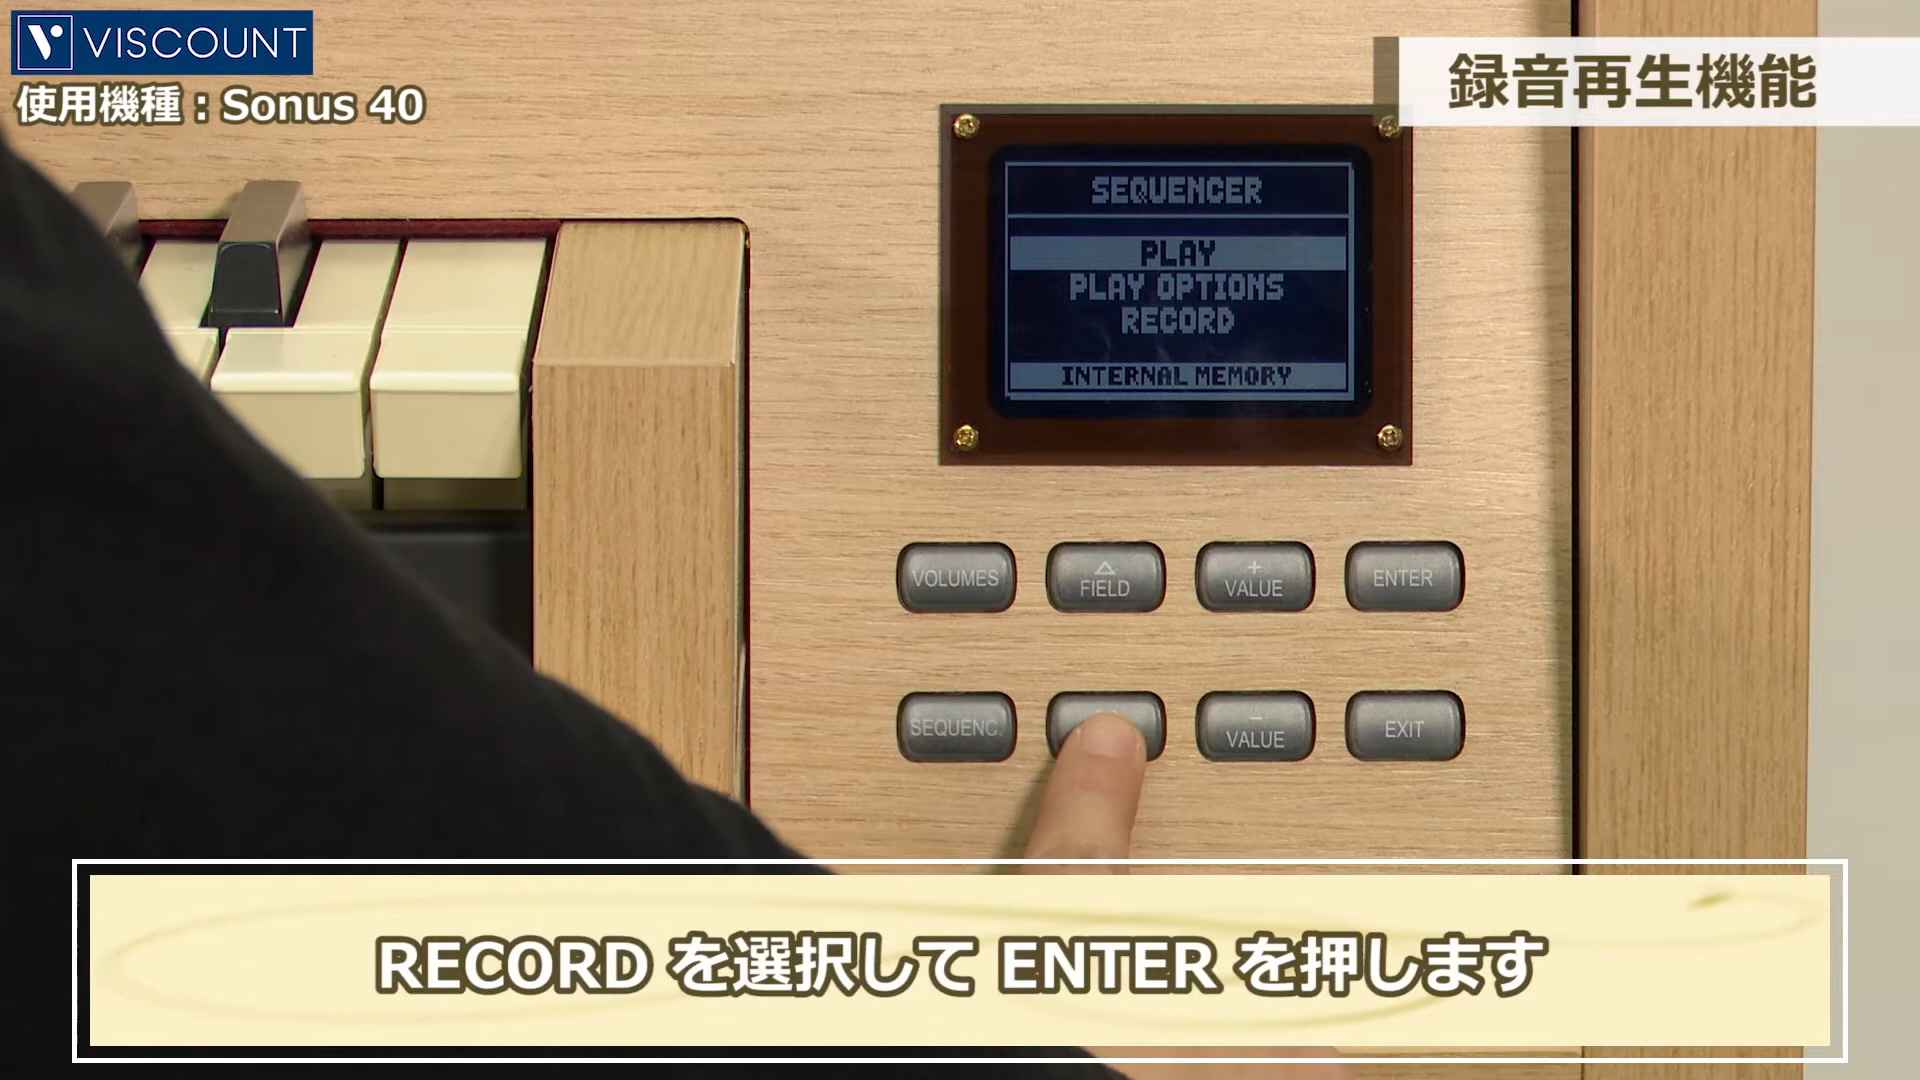 VISCOUNT
使用機種：Sonus 40
録音再生機能
SEQUENCER
PLAY
PLAY OPTIONS
RECORD
INTERNAL MEMORY
VOLUMES
FIELD
+
VALUE
ENTER
SEQUENC.
-
VALUE
EXIT
RECORD を選択して ENTER を押します